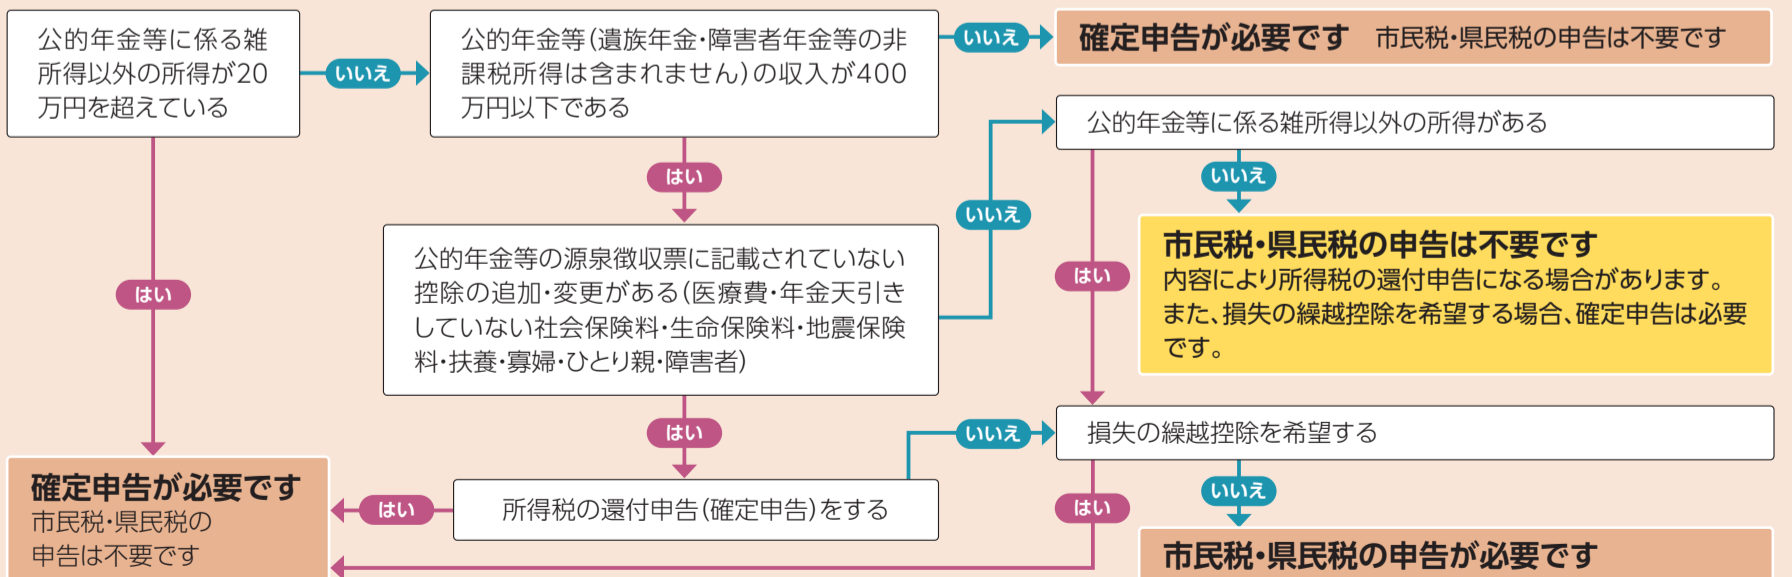 公的年金等に係る雑
所得以外の所得が20
万円を超えている
いいえ
公的年金等(遺族年金・障害者年金等の非
課税所得は含まれません)の収入が400
万円以下である
いいえ
確定申告が必要です 市民税・県民税の申告は不要です
はい
はい
公的年金等の源泉徴収票に記載されていない
控除の追加・変更がある(医療費・年金天引き
していない社会保険料・生命保険料・地震保険
料・扶養・寡婦・ひとり親・障害者)
いいえ
公的年金等に係る雑所得以外の所得がある
いいえ
市民税・県民税の申告は不要です
内容により所得税の還付申告になる場合があります。
また、損失の繰越控除を希望する場合、確定申告は必要
です。
はい
はい
所得税の還付申告(確定申告)をする
いいえ
損失の繰越控除を希望する
はい
確定申告が必要です
市民税・県民税の
申告は不要です
はい
いいえ
市民税・県民税の申告が必要です